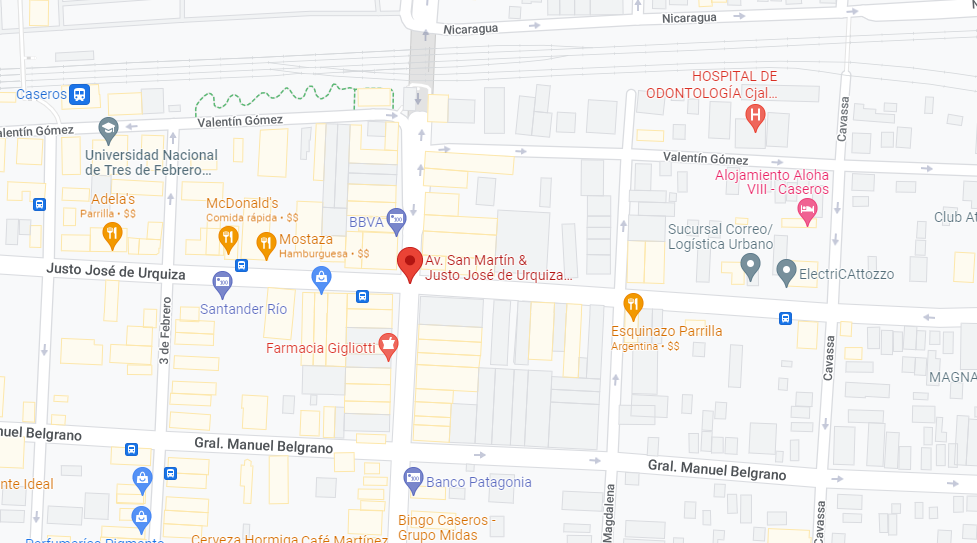 Nicaragua
Nicaragua
HOSPITAL DE
ODONTOLOGÍA Cjal...
Caseros
Valentín Gómez
alentín Gómez
Cavassa
Universidad Nacional
de Tres de Febrero...
Valentín Gómez
Alojamiento Aloha
VIII - Caseros
Adela's
Parrilla • $$
McDonald's
Comida rápida • $$
BBVA
Club At
Mostaza
Hamburguesa • $$
Sucursal Correo/
Logística Urbano
Av. San Martín &
Justo José de Urquiza...
Justo José de Urquiza
ElectriCAttozzo
Santander Río
3 de Febrero
Esquinazo Parrilla
Argentina • $$
Farmacia Gigliotti
Cavassa
MAGNA
nuel Belgrano
Gral. Manuel Belgrano
Gral. Manuel Belgrano
nte Ideal
Banco Patagonia
Magdalena
Cavassa
Bingo Caseros -
Grupo Midas
Perfumerías Pigmento
Cerveza Hormiga
Café Martínez